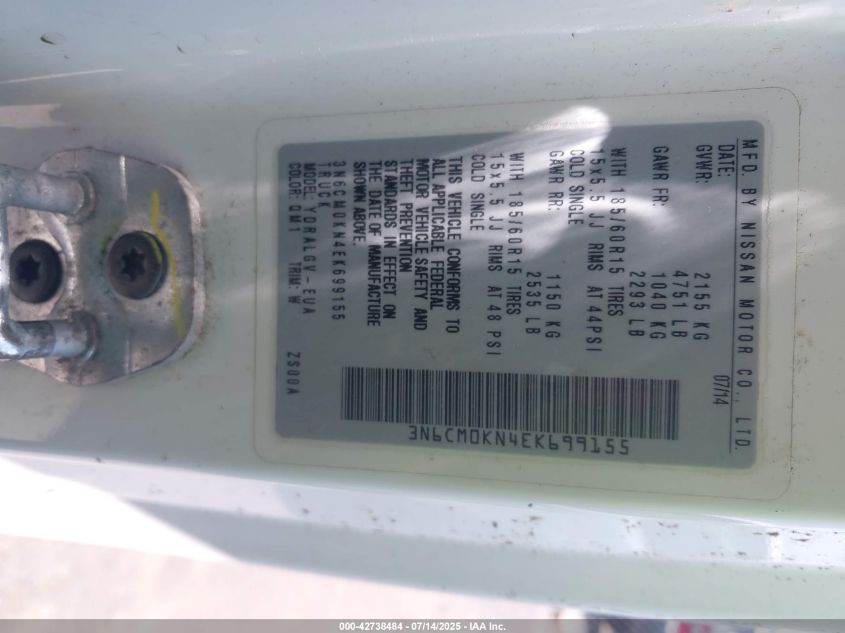 MFD. BY NISSAN MOTOR CO., LTD.
DATE: 07/14
GVWR: 2155 KG
4751 LB
GAWR FR: 1040 KG
2293 LB
WITH 185/60R15 TIRES
15x5.5 JJ RIMS AT 44PSI
COLD SINGLE
GAWR RR: 1150 KG
2535 LB
WITH 185/60R15 TIRES
15x5.5 JJ RIMS AT 48 PSI
COLD SINGLE
THIS VEHICLE CONFORMS TO
ALL APPLICABLE FEDERAL
MOTOR VEHICLE SAFETY AND
THEFT PREVENTION
STANDARDS IN EFFECT ON
THE DATE OF MANUFACTURE
SHOWN ABOVE.
3N6CM0KN4EK699155
TRUCK
MODEL: YDRALGV-EUA
COLOR: QM1 TRIM: W ZS00A
3N6CM0KN4EK699155
000-42738484 - 07/14/2025 - IAA Inc.